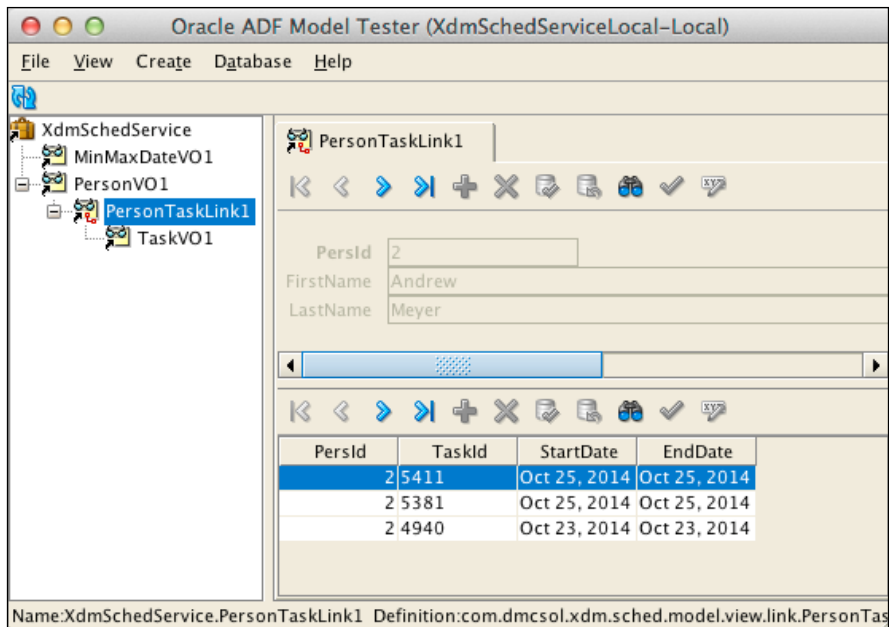 Oracle ADF Model Tester (XdmSchedServiceLocal-Local)
File View Create Database Help
XdmSchedService
MinMaxDateVO1
PersonVO1
PersonTaskLink1
TaskVO1
PersonTaskLink1
PersId 2
FirstName Andrew
LastName Meyer
PersId TaskId StartDate EndDate
2 5411 Oct 25, 2014 Oct 25, 2014
2 5381 Oct 25, 2014 Oct 25, 2014
2 4940 Oct 23, 2014 Oct 23, 2014
Name:XdmSchedService.PersonTaskLink1 Definition:com.dmcsol.xdm.sched.model.view.link.PersonTas